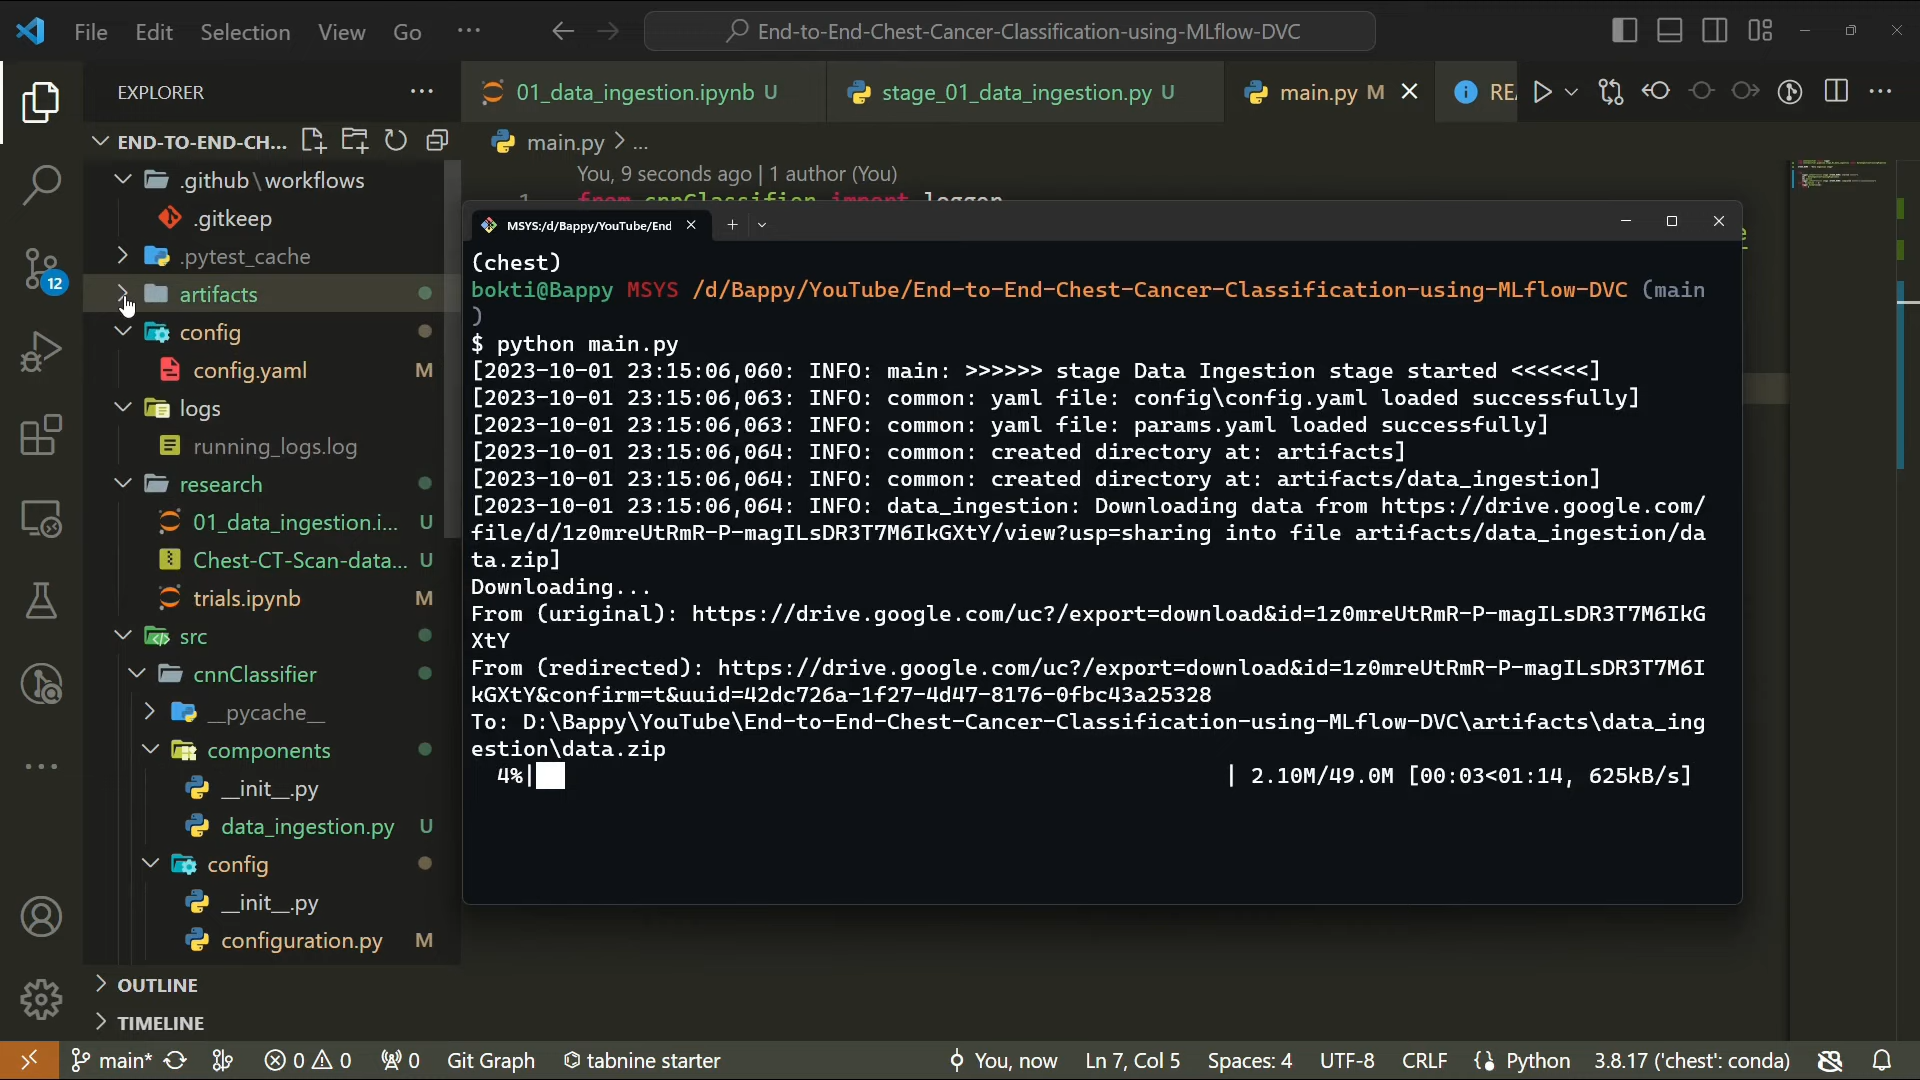 File Edit Selection View Go ...
End-to-End-Chest-Cancer-Classification-using-MLflow-DVC
EXPLORER
01_data_ingestion.ipynb U
stage_01_data_ingestion.py U
main.py M
REA
END-TO-END-CH...
main.py > ...
You, 9 seconds ago | 1 author (You)
1 from cnnClassifier import logger
.github\workflows
.gitkeep
.pytest_cache
artifacts
config
config.yaml M
logs
running_logs.log
research
01_data_ingestion.i... U
Chest-CT-Scan-data... U
trials.ipynb M
src
cnnClassifier
__pycache__
components
__init__.py
data_ingestion.py U
config
__init__.py
configuration.py M
OUTLINE
TIMELINE
12
MSYS:/d/Bappy/YouTube/End
(chest)
bokti@Bappy MSYS /d/Bappy/YouTube/End-to-End-Chest-Cancer-Classification-using-MLflow-DVC (main
)
$ python main.py
[2023-10-01 23:15:06,060: INFO: main: >>>>>> stage Data Ingestion stage started <<<<<<]
[2023-10-01 23:15:06,063: INFO: common: yaml file: config\config.yaml loaded successfully]
[2023-10-01 23:15:06,063: INFO: common: yaml file: params.yaml loaded successfully]
[2023-10-01 23:15:06,064: INFO: common: created directory at: artifacts]
[2023-10-01 23:15:06,064: INFO: common: created directory at: artifacts/data_ingestion]
[2023-10-01 23:15:06,064: INFO: data_ingestion: Downloading data from https://drive.google.com/
file/d/1z0mreUtRmR-P-magILsDR3T7M6IkGXtY/view?usp=sharing into file artifacts/data_ingestion/da
ta.zip]
Downloading...
From (uriginal): https://drive.google.com/uc?/export=download&id=1z0mreUtRmR-P-magILsDR3T7M6IkG
XtY
From (redirected): https://drive.google.com/uc?/export=download&id=1z0mreUtRmR-P-magILsDR3T7M6I
kGXtY&confirm=t&uuid=42dc726a-1f27-4d47-8176-0fbc43a25328
To: D:\Bappy\YouTube\End-to-End-Chest-Cancer-Classification-using-MLflow-DVC\artifacts\data_ing
estion\data.zip
4%| | 2.10M/49.0M [00:03<01:14, 625kB/s]
main* 0 0 0 Git Graph tabnine starter You, now Ln 7, Col 5 Spaces: 4 UTF-8 CRLF Python 3.8.17 ('chest': conda)